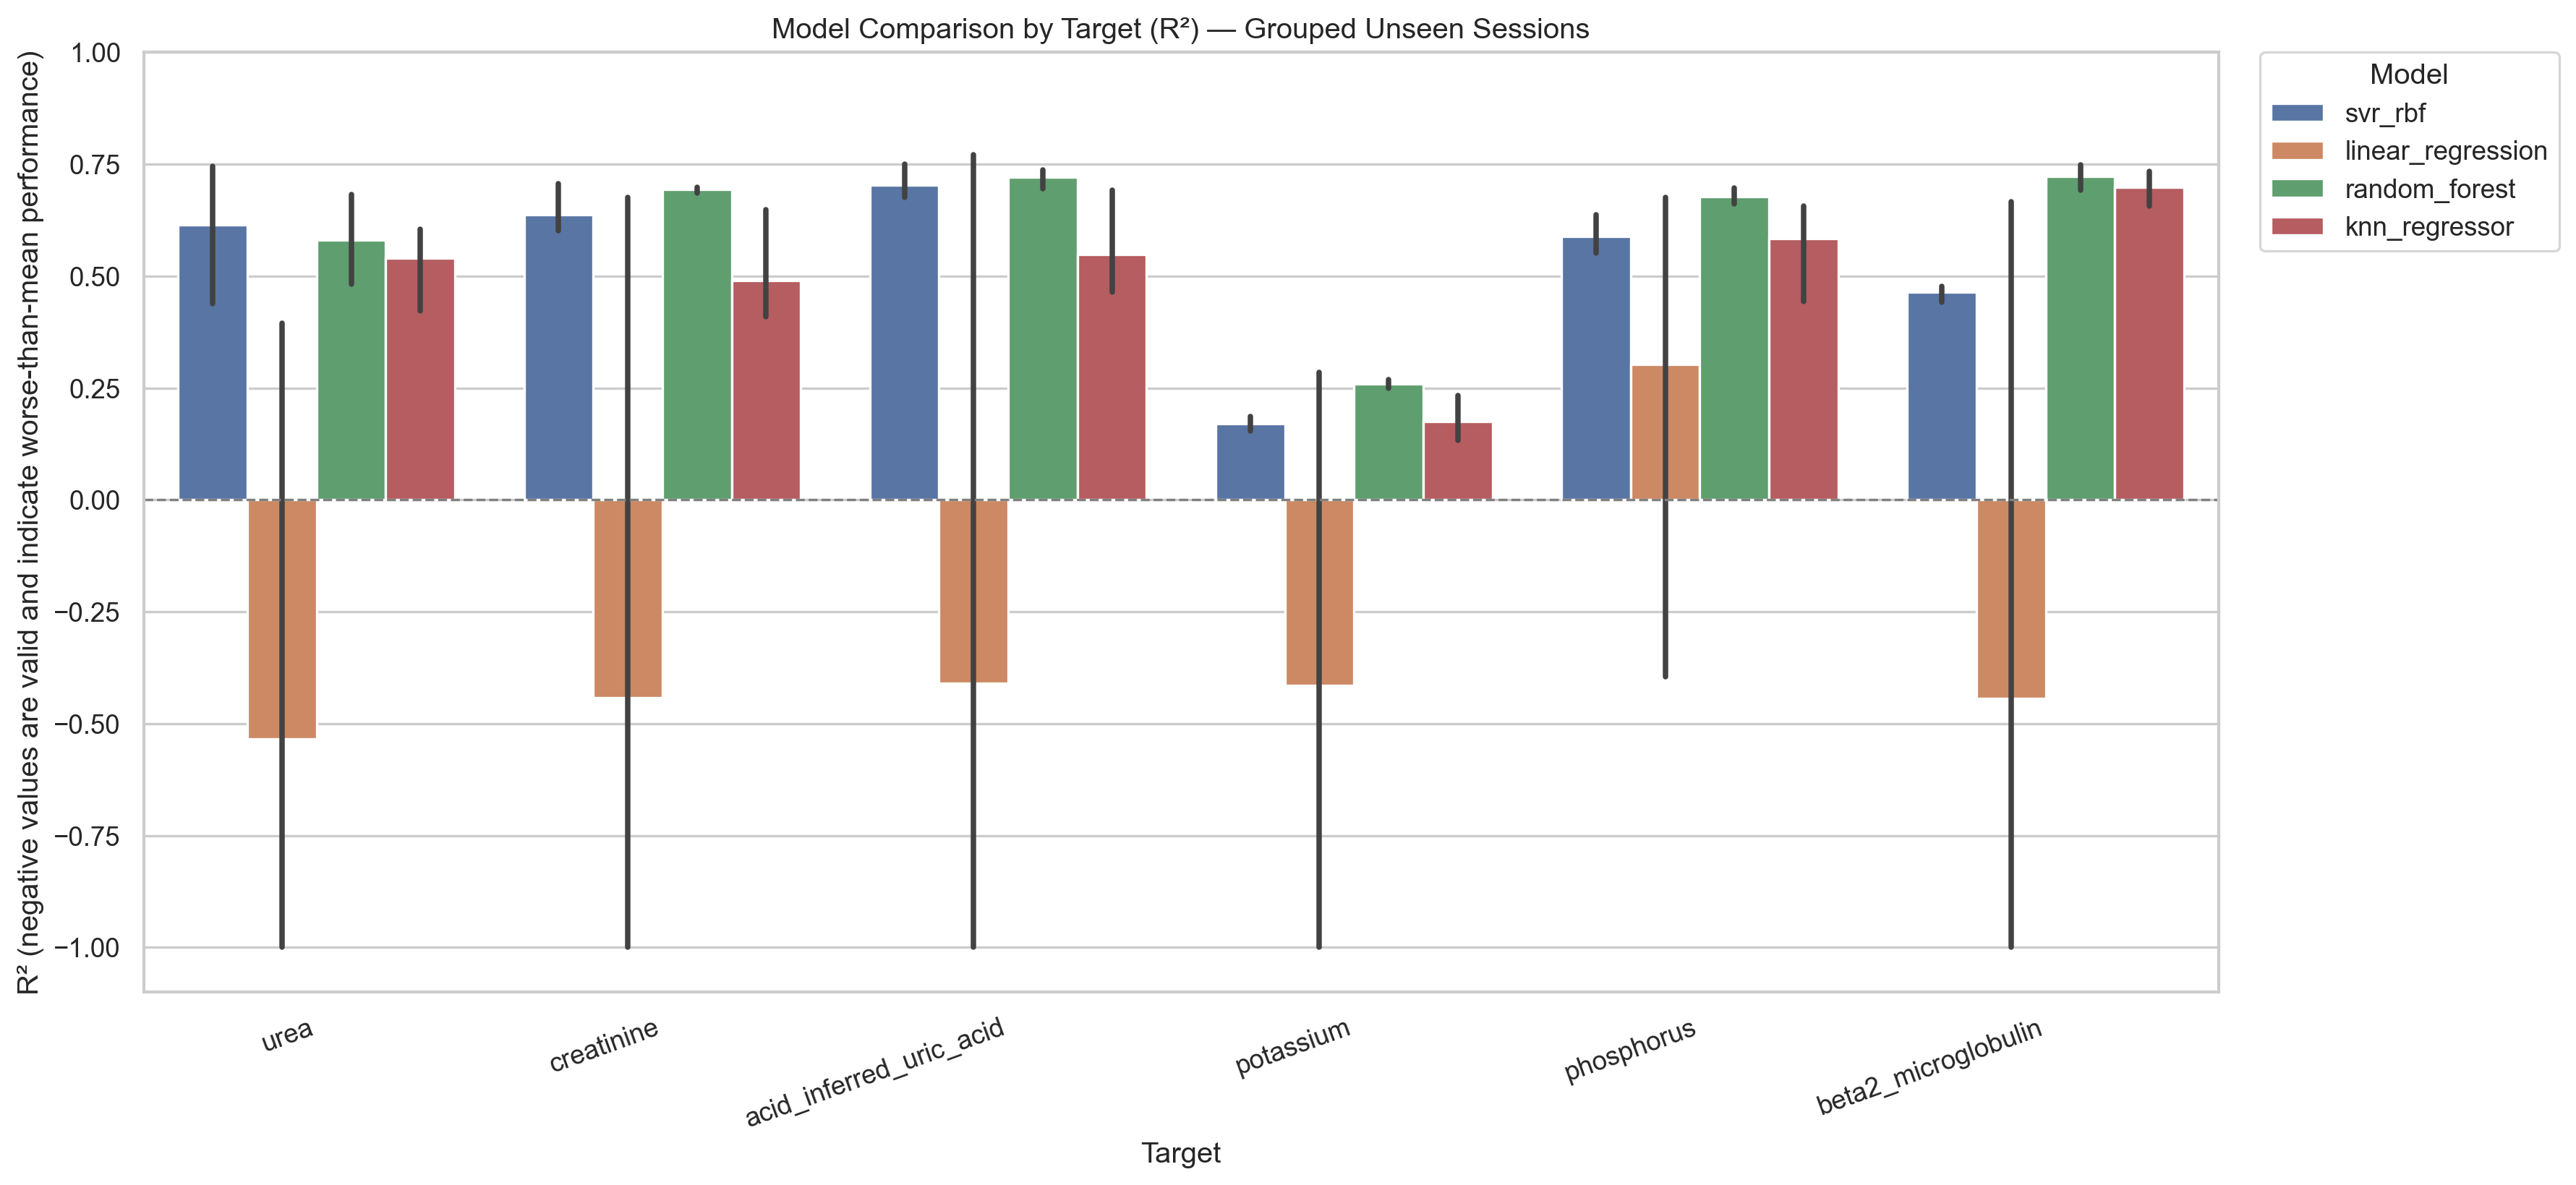 Model Comparison by Target (R²) — Grouped Unseen Sessions
R² (negative values are valid and indicate worse-than-mean performance)
1.00
0.75
0.50
0.25
0.00
−0.25
−0.50
−0.75
−1.00
urea
creatinine
acid_inferred_uric_acid
potassium
phosphorus
beta2_microglobulin
Target
Model
svr_rbf
linear_regression
random_forest
knn_regressor